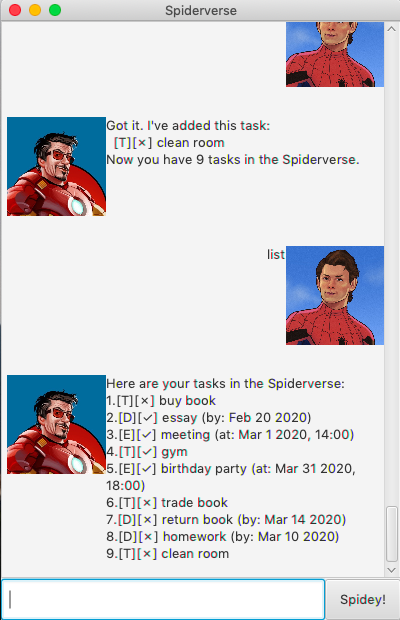 Spiderverse
Got it. I've added this task:
[T][×] clean room
Now you have 9 tasks in the Spiderverse.
list
Here are your tasks in the Spiderverse:
1.[T][×] buy book
2.[D][✓] essay (by: Feb 20 2020)
3.[E][✓] meeting (at: Mar 1 2020, 14:00)
4.[T][✓] gym
5.[E][✓] birthday party (at: Mar 31 2020,
18:00)
6.[T][×] trade book
7.[D][×] return book (by: Mar 14 2020)
8.[D][×] homework (by: Mar 10 2020)
9.[T][×] clean room
Spidey!